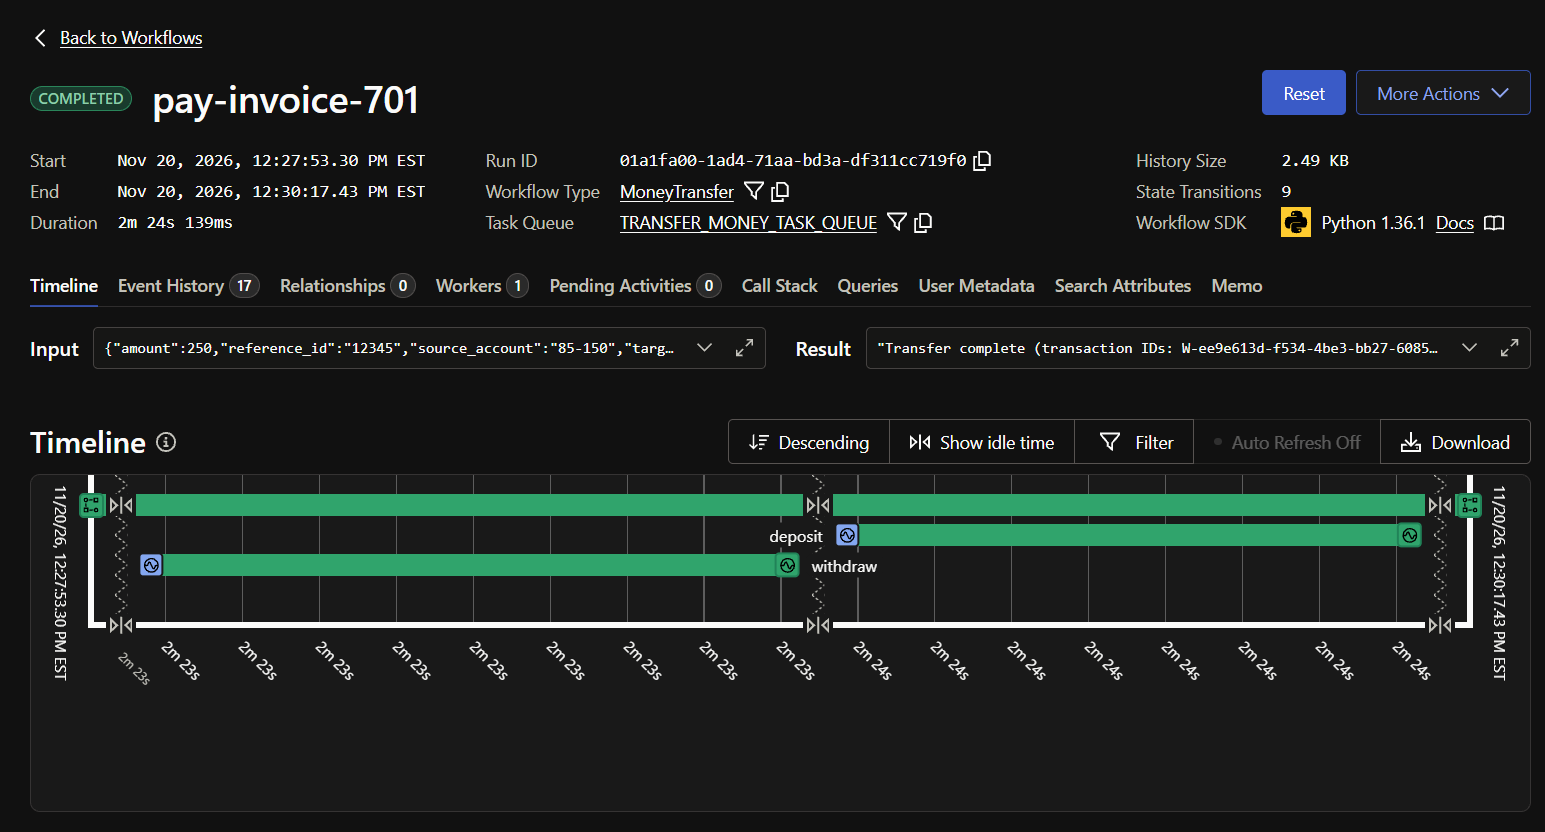 Back to Workflows
COMPLETED
pay-invoice-701
Reset
More Actions
Start Nov 20, 2026, 12:27:53.30 PM EST
End Nov 20, 2026, 12:30:17.43 PM EST
Duration 2m 24s 139ms
Run ID 01a1fa00-1ad4-71aa-bd3a-df311cc719f0
Workflow Type MoneyTransfer
Task Queue TRANSFER_MONEY_TASK_QUEUE
History Size 2.49 KB
State Transitions 9
Workflow SDK Python 1.36.1 Docs
Timeline Event History 17 Relationships 0 Workers 1 Pending Activities 0 Call Stack Queries User Metadata Search Attributes Memo
Input {"amount":250,"reference_id":"12345","source_account":"85-150","targ…
Result "Transfer complete (transaction IDs: W-ee9e613d-f534-4be3-bb27-6085…
Timeline
Descending Show idle time Filter Auto Refresh Off Download
11/20/26, 12:27:53.30 PM EST
deposit
withdraw
11/20/26, 12:30:17.43 PM EST
2m 23s 2m 23s 2m 23s 2m 23s 2m 23s 2m 23s 2m 23s 2m 23s 2m 23s 2m 23s 2m 24s 2m 24s 2m 24s 2m 24s 2m 24s 2m 24s 2m 24s 2m 24s